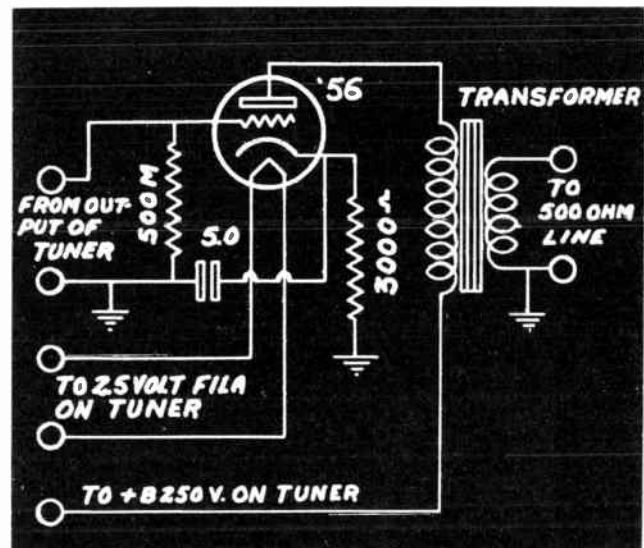 '56
TRANSFORMER
500M
FROM OUT-
PUT OF
TUNER
5.0
3000Ω
TO
500 OHM
LINE
TO 2.5 VOLT FILA
ON TUNER
TO + B 250 V. ON TUNER